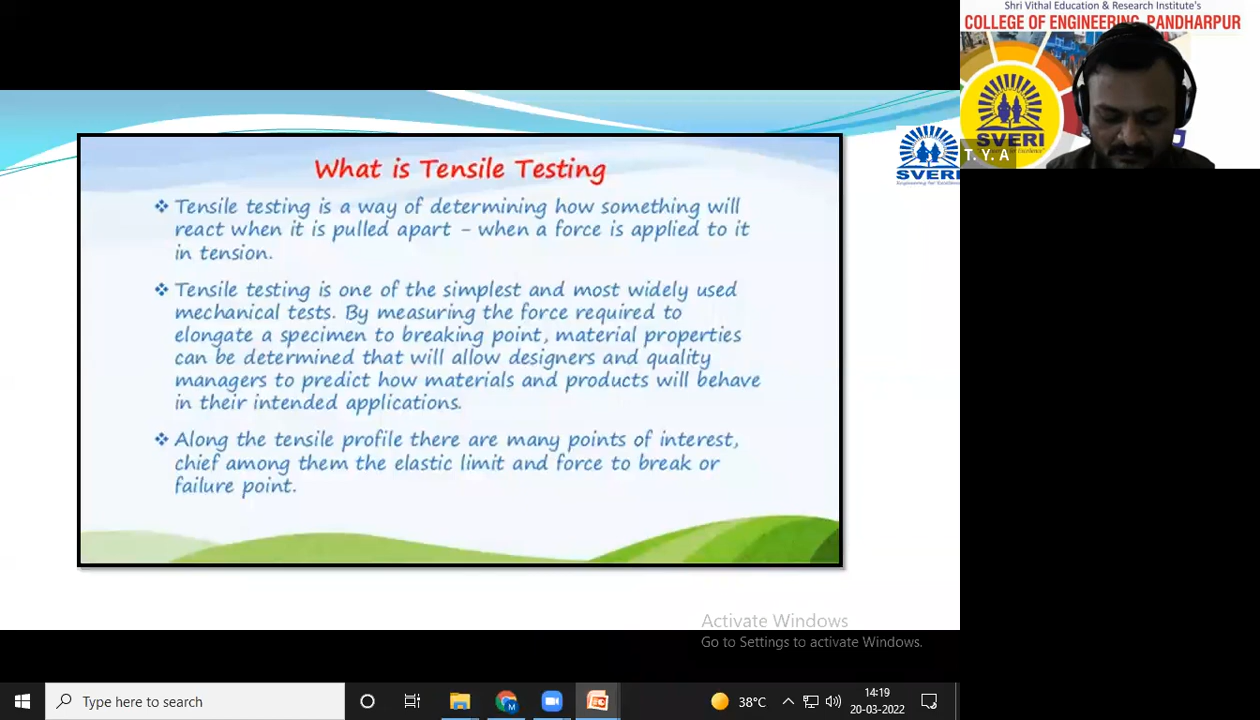 Shri Vithal Education & Research Institute's
COLLEGE OF ENGINEERING, PANDHARPUR
SVERI
T. Y. A
SVERI
Engineering for Excellence
What is Tensile Testing
❖ Tensile testing is a way of determining how something will
react when it is pulled apart - when a force is applied to it
in tension.
❖ Tensile testing is one of the simplest and most widely used
mechanical tests. By measuring the force required to
elongate a specimen to breaking point, material properties
can be determined that will allow designers and quality
managers to predict how materials and products will behave
in their intended applications.
❖ Along the tensile profile there are many points of interest,
chief among them the elastic limit and force to break or
failure point.
Activate Windows
Go to Settings to activate Windows.
Type here to search
38°C
14:19
20-03-2022